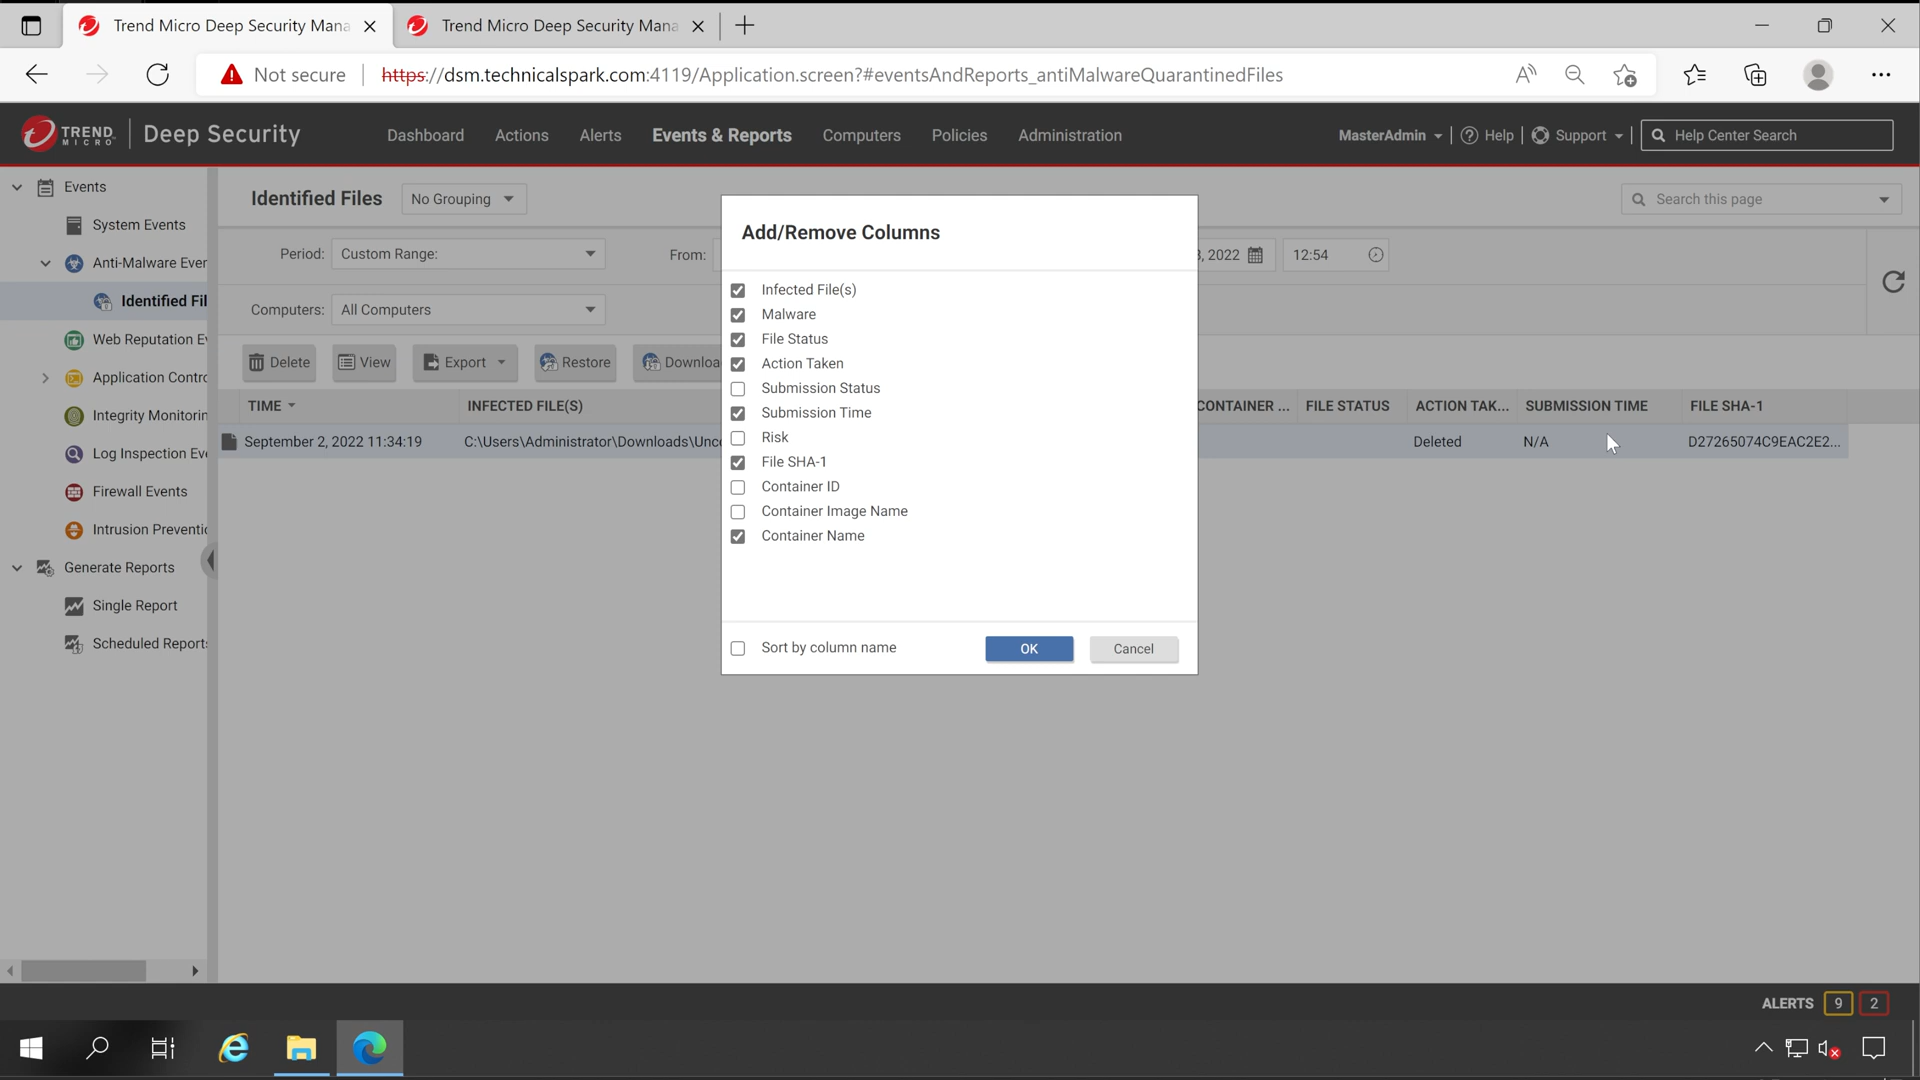 Trend Micro Deep Security Mana
Trend Micro Deep Security Mana
Not secure
https://dsm.technicalspark.com:4119/Application.screen?#eventsAndReports_antiMalwareQuarantinedFiles
TREND MICRO
Deep Security
Dashboard
Actions
Alerts
Events & Reports
Computers
Policies
Administration
MasterAdmin
Help
Support
Help Center Search
Events
System Events
Anti-Malware Ever
Identified Fil
Web Reputation E
Application Contro
Integrity Monitorin
Log Inspection Ev
Firewall Events
Intrusion Preventio
Generate Reports
Single Report
Scheduled Reports
Identified Files
No Grouping
Search this page
Period:
Custom Range:
From:
3, 2022
12:54
Computers:
All Computers
Delete
View
Export
Restore
Downloa
TIME
INFECTED FILE(S)
CONTAINER ...
FILE STATUS
ACTION TAK...
SUBMISSION TIME
FILE SHA-1
September 2, 2022 11:34:19
C:\Users\Administrator\Downloads\Unco
Deleted
N/A
D27265074C9EAC2E2...
Add/Remove Columns
Infected File(s)
Malware
File Status
Action Taken
Submission Status
Submission Time
Risk
File SHA-1
Container ID
Container Image Name
Container Name
Sort by column name
OK
Cancel
ALERTS
9
2